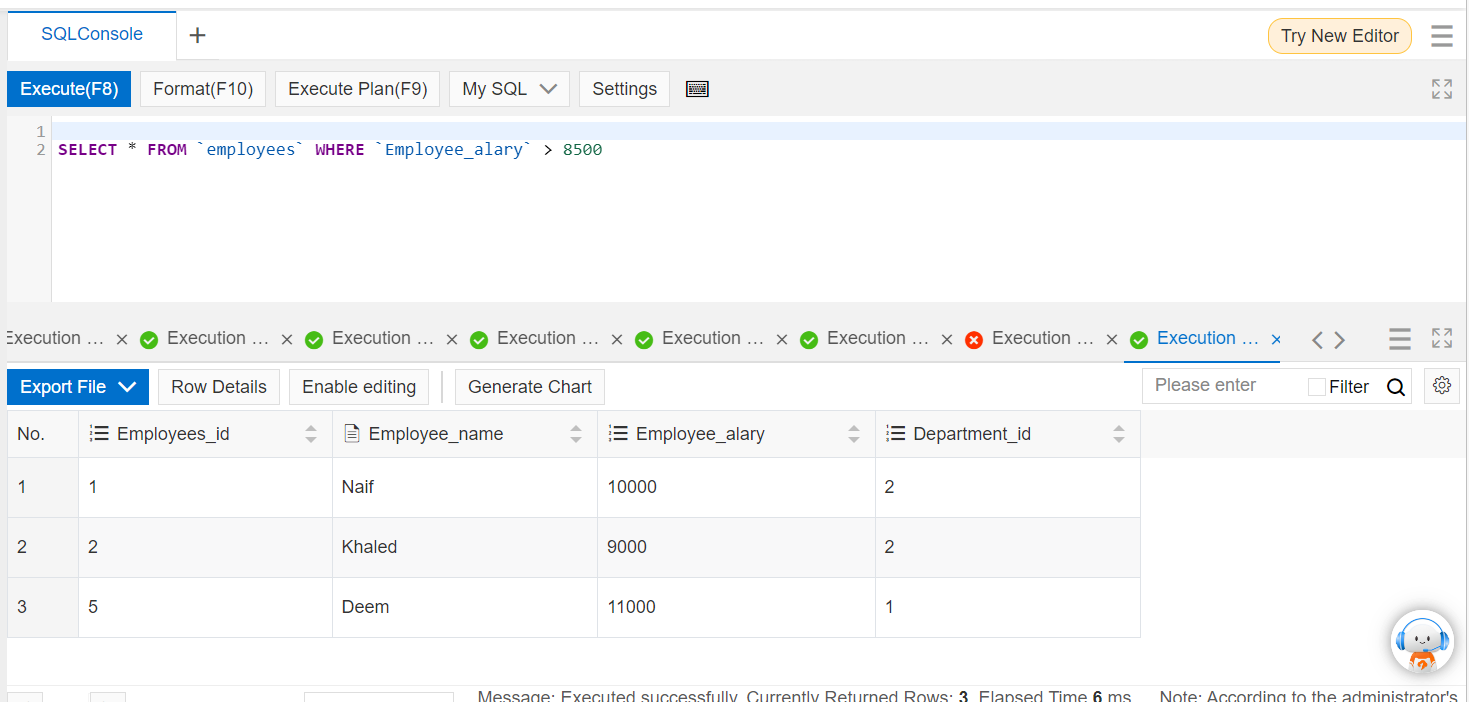 SQLConsole +
Try New Editor
Execute(F8) Format(F10) Execute Plan(F9) My SQL Settings
1
2 SELECT * FROM `employees` WHERE `Employee_alary` > 8500
Execution ... × Execution ... × Execution ... × Execution ... × Execution ... × Execution ... × Execution ... × Execution ... ×
Export File Row Details Enable editing Generate Chart Please enter Filter
No. Employees_id Employee_name Employee_alary Department_id
1 1 Naif 10000 2
2 2 Khaled 9000 2
3 5 Deem 11000 1
Message: Executed successfully. Currently Returned Rows: 3 Elapsed Time 6 ms Note: According to the administrator's